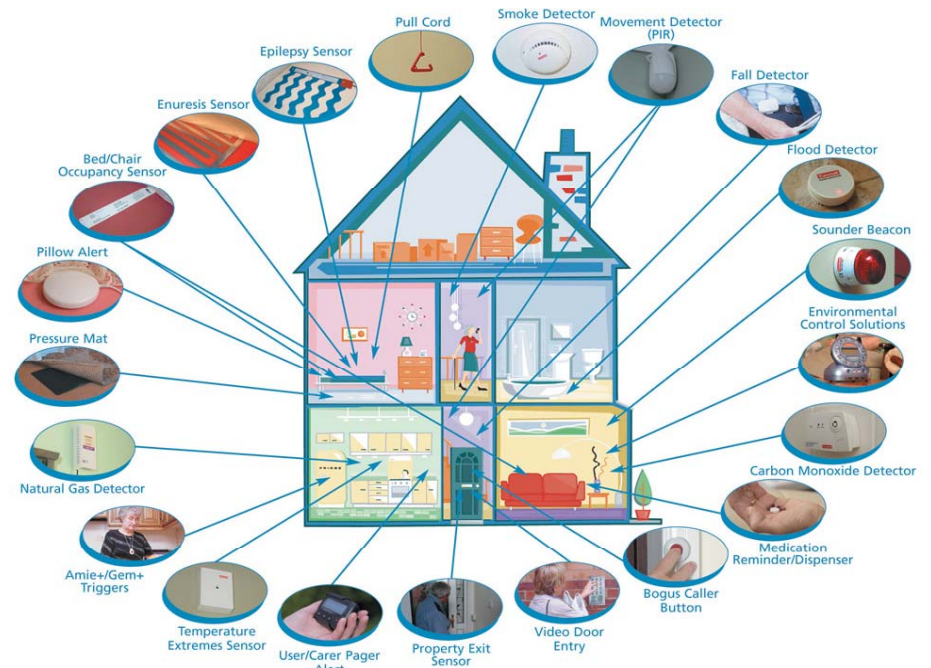 Smoke Detector
Movement Detector
(PIR)
Pull Cord
Epilepsy Sensor
Fall Detector
Enuresis Sensor
Flood Detector
Bed/Chair
Occupancy Sensor
Sounder Beacon
Pillow Alert
Environmental
Control Solutions
Pressure Mat
FRIDGE
Natural Gas Detector
Carbon Monoxide Detector
Amie+/Gem+
Triggers
Medication
Reminder/Dispenser
Bogus Caller
Button
Temperature
Extremes Sensor
User/Carer Pager
Alert
Property Exit
Sensor
Video Door
Entry